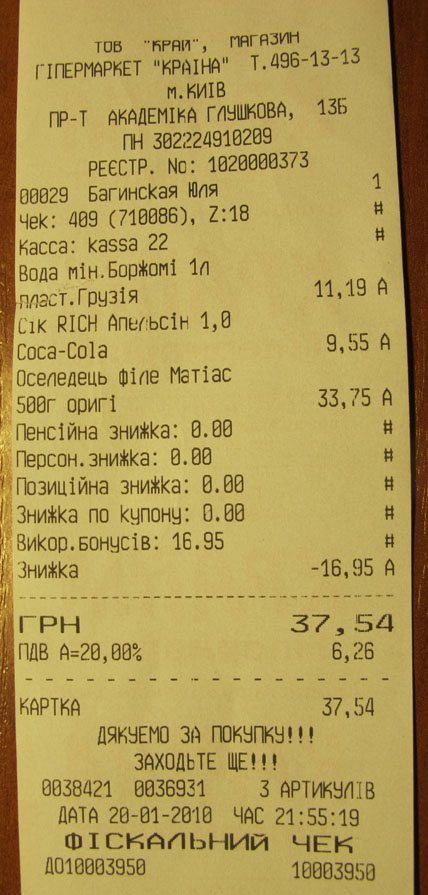 ТОВ "КРАЙ", МАГАЗИН
ГІПЕРМАРКЕТ "КРАЇНА" Т.496-13-13
м.КИЇВ
ПР-Т АКАДЕМІКА ГЛУШКОВА, 13Б
ПН 302224910209
РЕЄСТР. No: 1020000373
00029 Багинская Юля 1
Чек: 409 (710086), Z:18 #
Касса: kassa 22 #
Вода мін.Боржомі 1л
пласт.Грузія 11,19 А
Сік RICH Апельсін 1,0
Coca-Cola 9,55 А
Оселедець філе Матіас
500г оригі 33,75 А
Пенсійна знижка: 0.00 #
Персон.знижка: 0.00 #
Позиційна знижка: 0.00 #
Знижка по купону: 0.00 #
Викор.бонусів: 16.95 #
Знижка -16,95 А
ГРН 37,54
ПДВ А=20,00% 6,26
КАРТКА 37,54
ДЯКУЕМО ЗА ПОКУПКУ!!!
ЗАХОДЬТЕ ЩЕ!!!
0038421 0036931 3 АРТИКУЛІВ
ДАТА 20-01-2010 ЧАС 21:55:19
ФІСКАЛЬНИЙ ЧЕК
ДО10003950 10003950